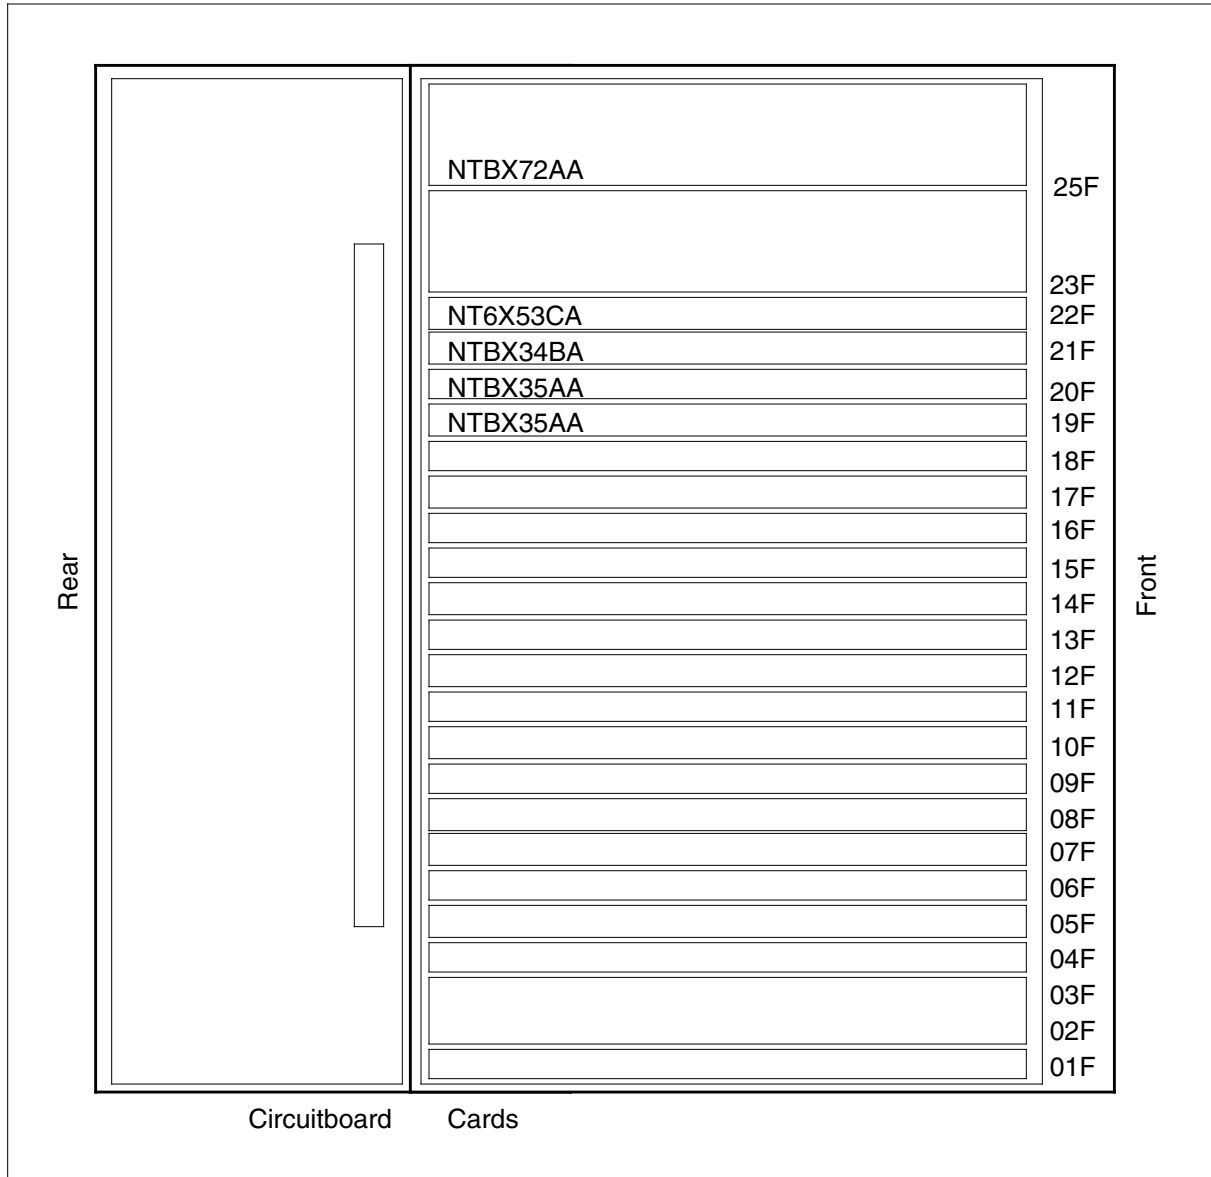 NTBX72AA
25F
23F
NT6X53CA 22F
NTBX34BA 21F
NTBX35AA 20F
NTBX35AA 19F
18F
17F
16F
15F
14F
13F
12F
11F
10F
09F
08F
07F
06F
05F
04F
03F
02F
01F
Rear
Front
Circuitboard Cards